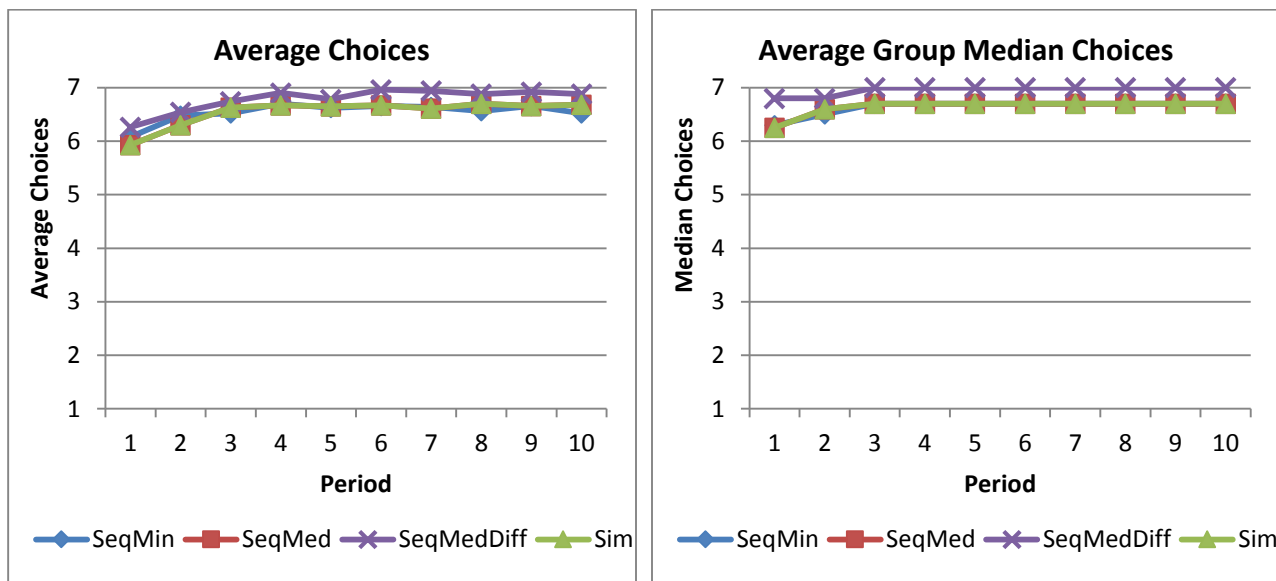 Average Choices
Average Choices
7
6
5
4
3
2
1
1 2 3 4 5 6 7 8 9 10
Period
SeqMin SeqMed SeqMedDiff Sim
Average Group Median Choices
Median Choices
7
6
5
4
3
2
1
1 2 3 4 5 6 7 8 9 10
Period
SeqMin SeqMed SeqMedDiff Sim